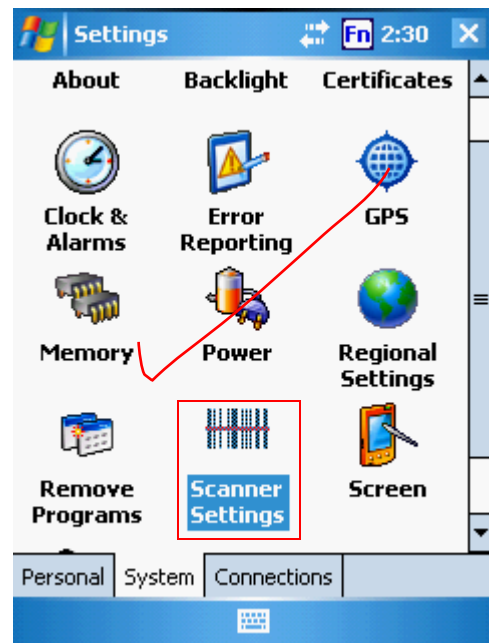 Settings Fn 2:30
About Backlight Certificates
Clock & Error GPS
Alarms Reporting
Memory Power Regional
Settings
Remove Scanner Screen
Programs Settings
Personal System Connections